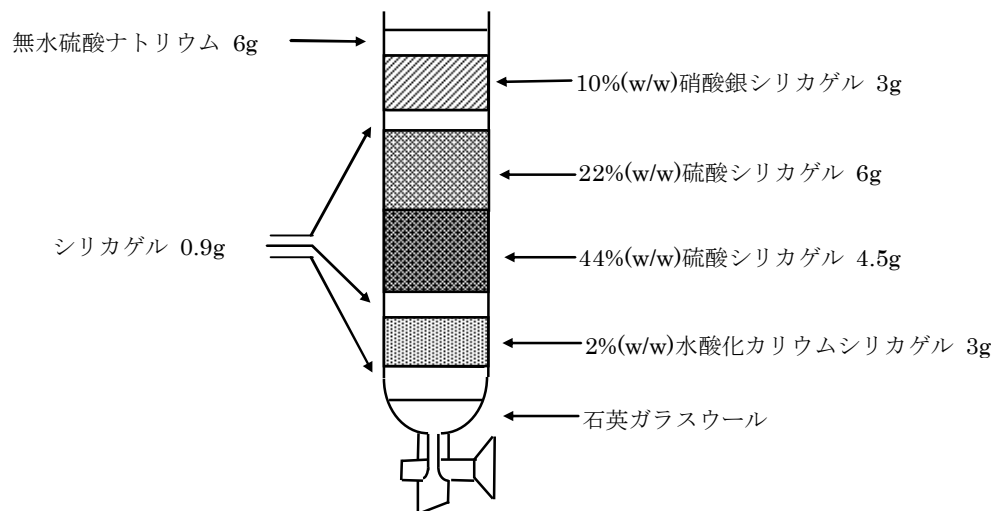 無水硫酸ナトリウム 6g
10%(w/w)硝酸銀シリカゲル 3g
22%(w/w)硫酸シリカゲル 6g
シリカゲル 0.9g
44%(w/w)硫酸シリカゲル 4.5g
2%(w/w)水酸化カリウムシリカゲル 3g
石英ガラスウール